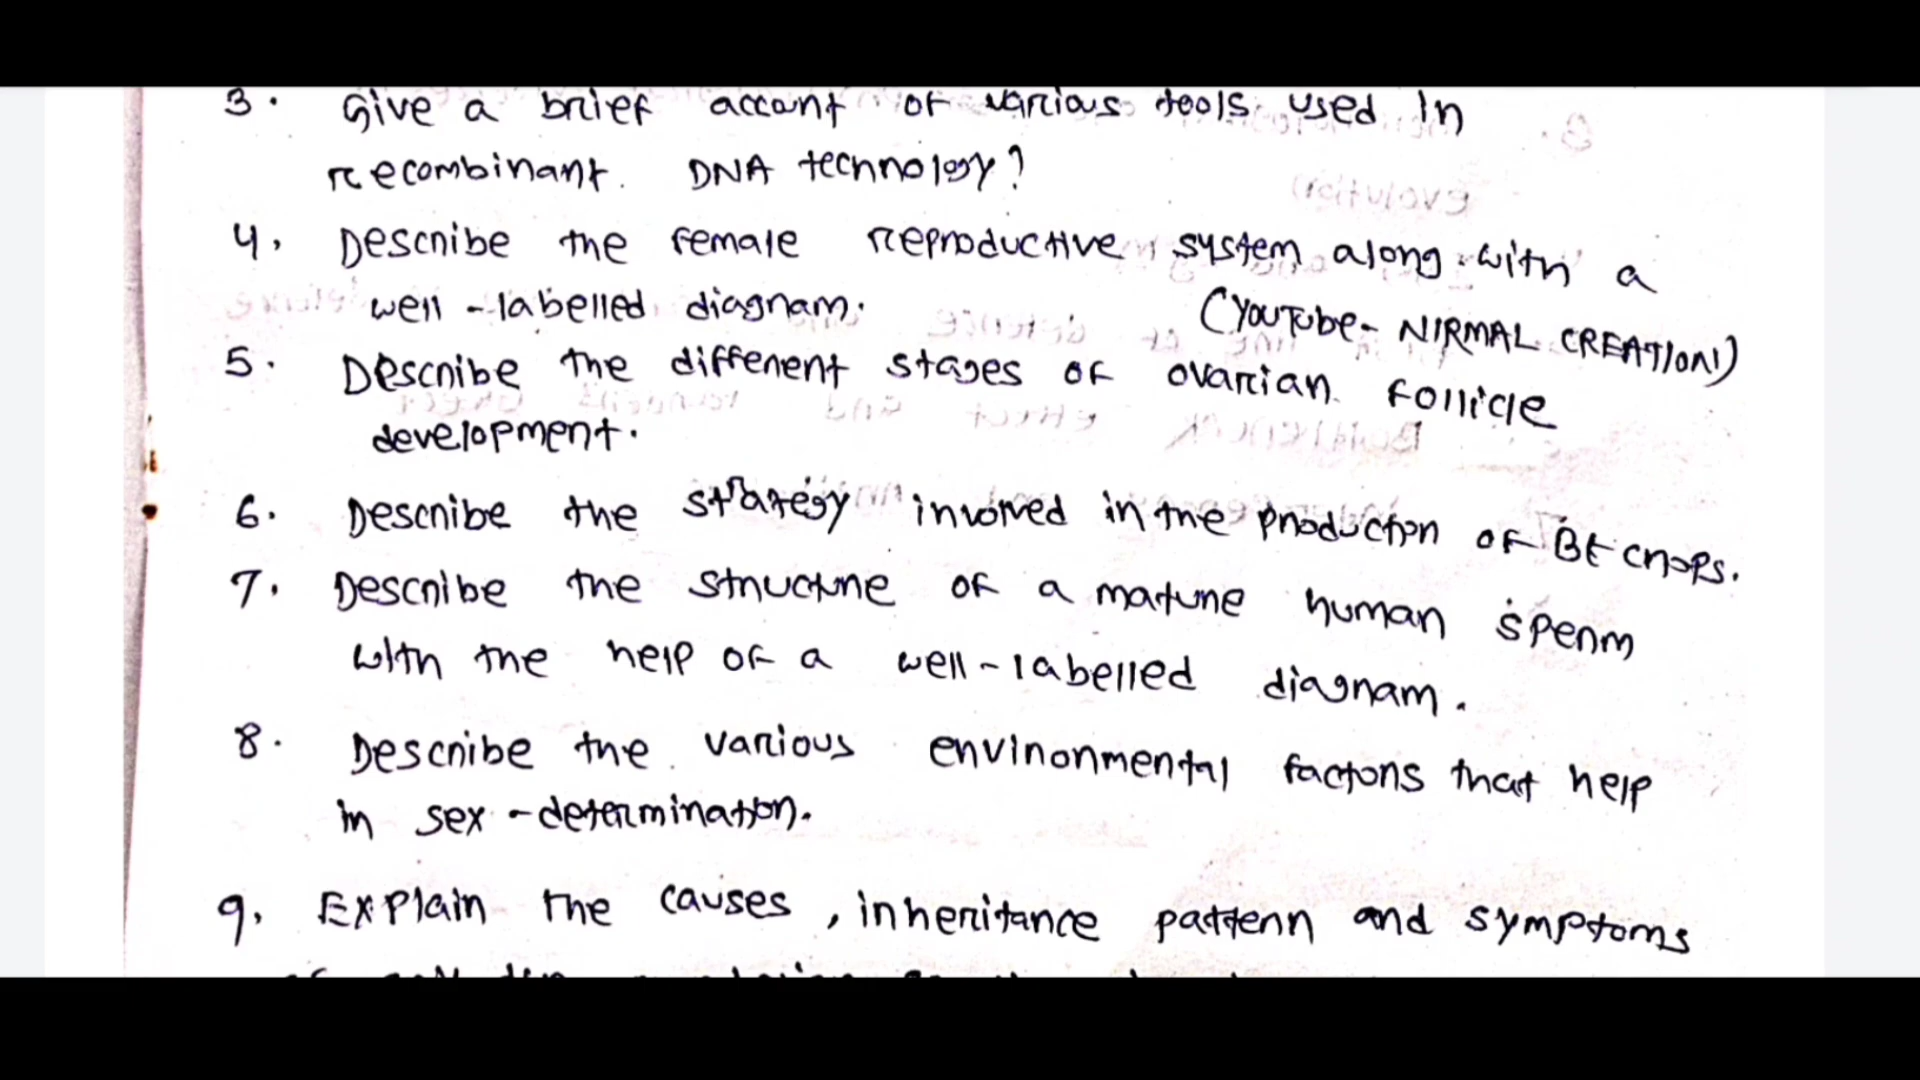 3. Give a brief account of various tools used in
recombinant DNA technology?
4. Describe the female reproductive system along with a
well-labelled diagram.
(YouTube- NIRMAL CREATION)
5. Describe the different stages of ovarian follicle
development.
6. Describe the strategy involved in the production of Bt crops.
7. Describe the structure of a mature human sperm
with the help of a well-labelled diagram.
8. Describe the various environmental factors that help
in sex-determination.
9. Explain the causes, inheritance pattern and symptoms